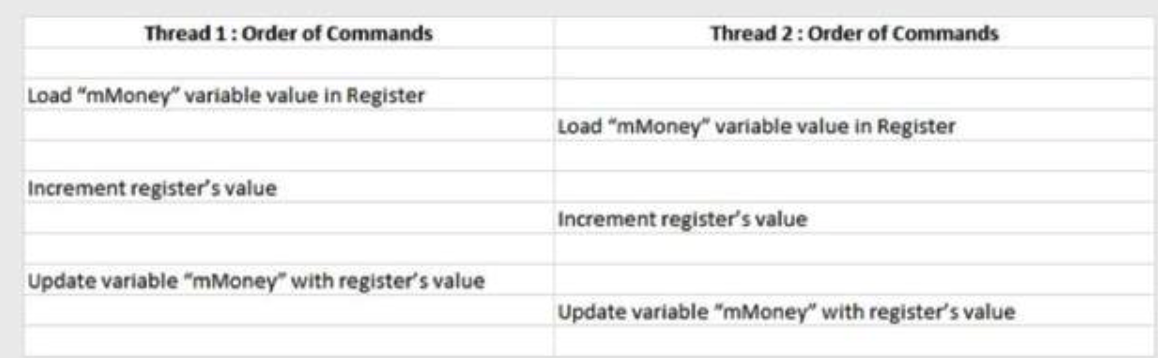 Thread 1 : Order of Commands
Thread 2 : Order of Commands
Load “mMoney” variable value in Register
Load “mMoney” variable value in Register
Increment register's value
Increment register's value
Update variable “mMoney” with register's value
Update variable “mMoney” with register's value